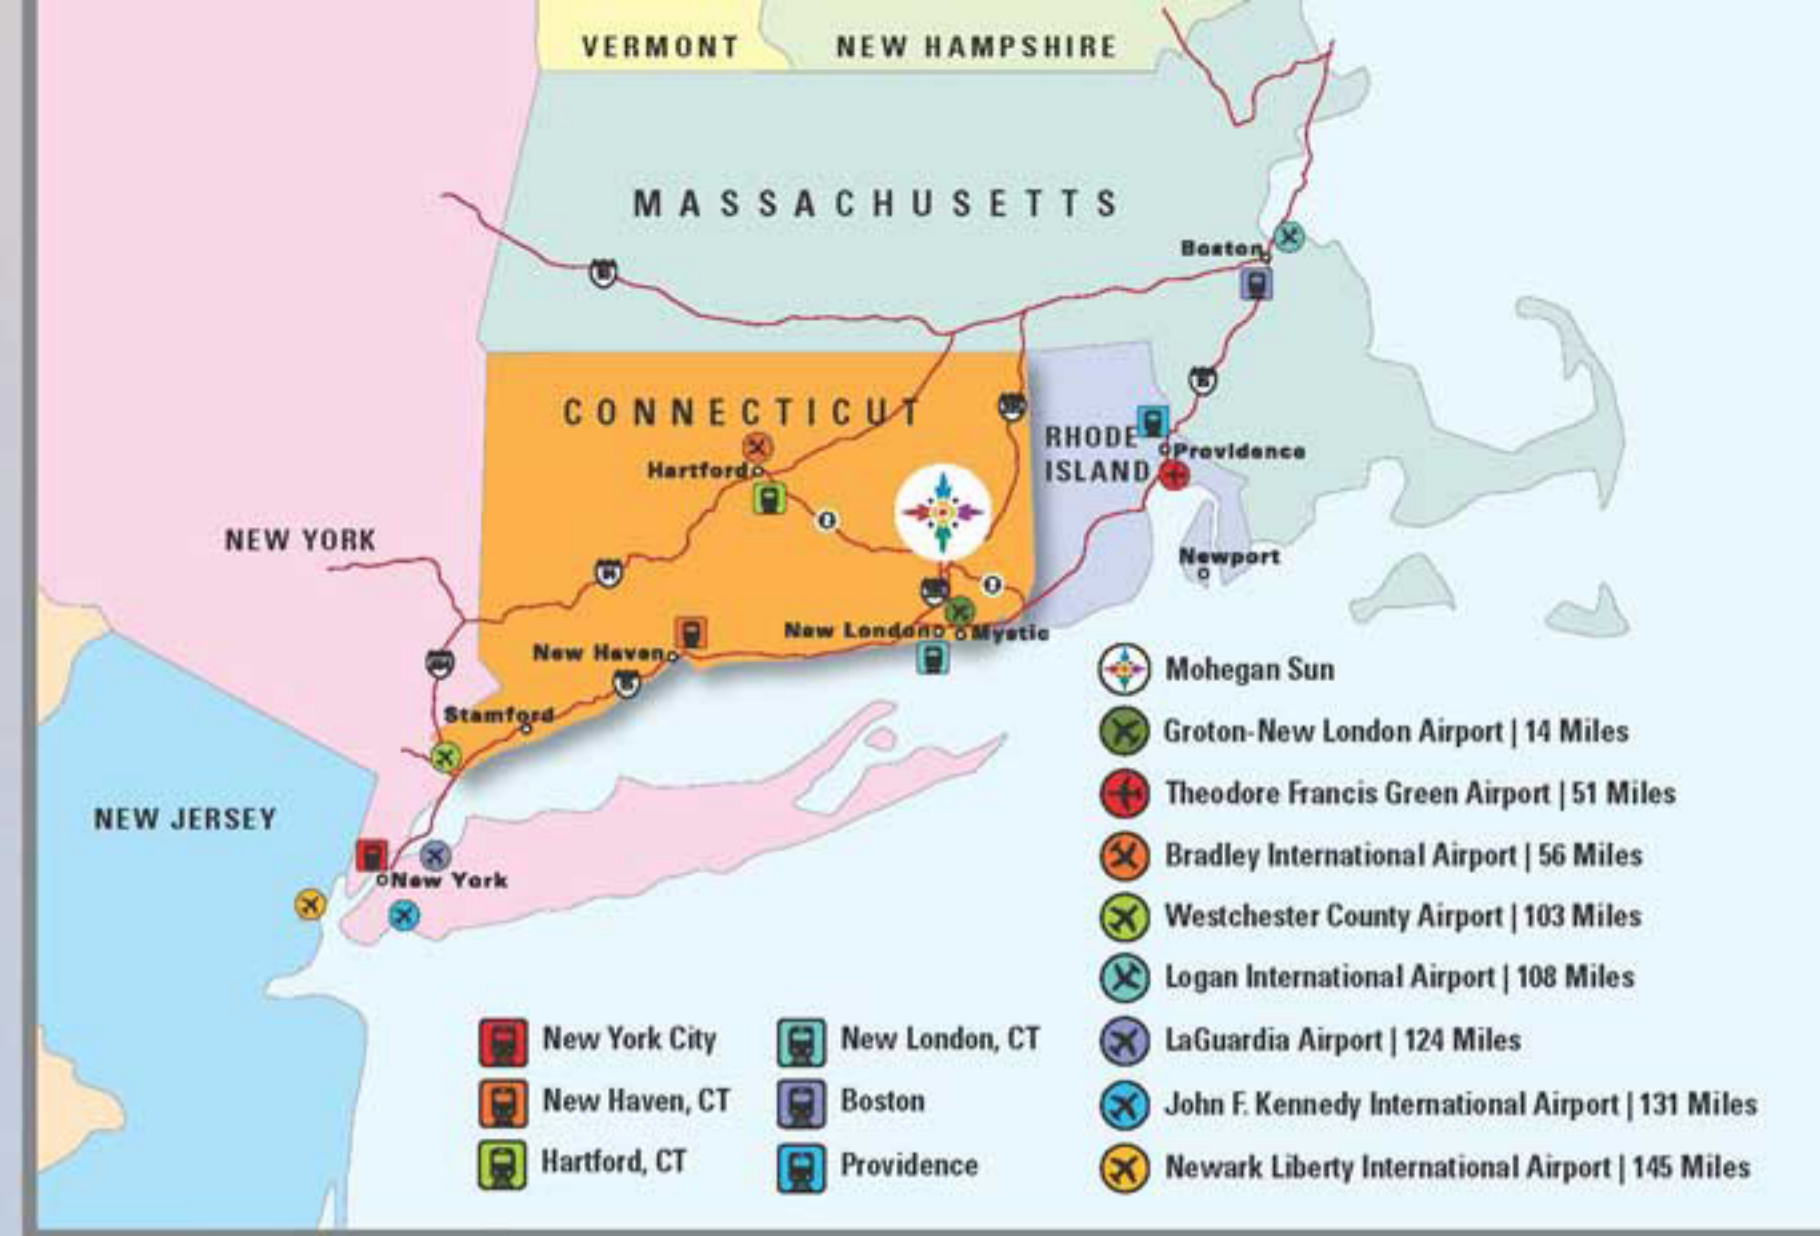 VERMONT
NEW HAMPSHIRE
MASSACHUSETTS
Boston
CONNECTICUT
RHODE
ISLAND
Providence
Hartford
2
NEW YORK
Newport
2
New London
Mystic
New Haven
Stamford
NEW JERSEY
New York
Mohegan Sun
Groton-New London Airport | 14 Miles
Theodore Francis Green Airport | 51 Miles
Bradley International Airport | 56 Miles
Westchester County Airport | 103 Miles
Logan International Airport | 108 Miles
LaGuardia Airport | 124 Miles
John F. Kennedy International Airport | 131 Miles
Newark Liberty International Airport | 145 Miles
New York City
New London, CT
New Haven, CT
Boston
Hartford, CT
Providence